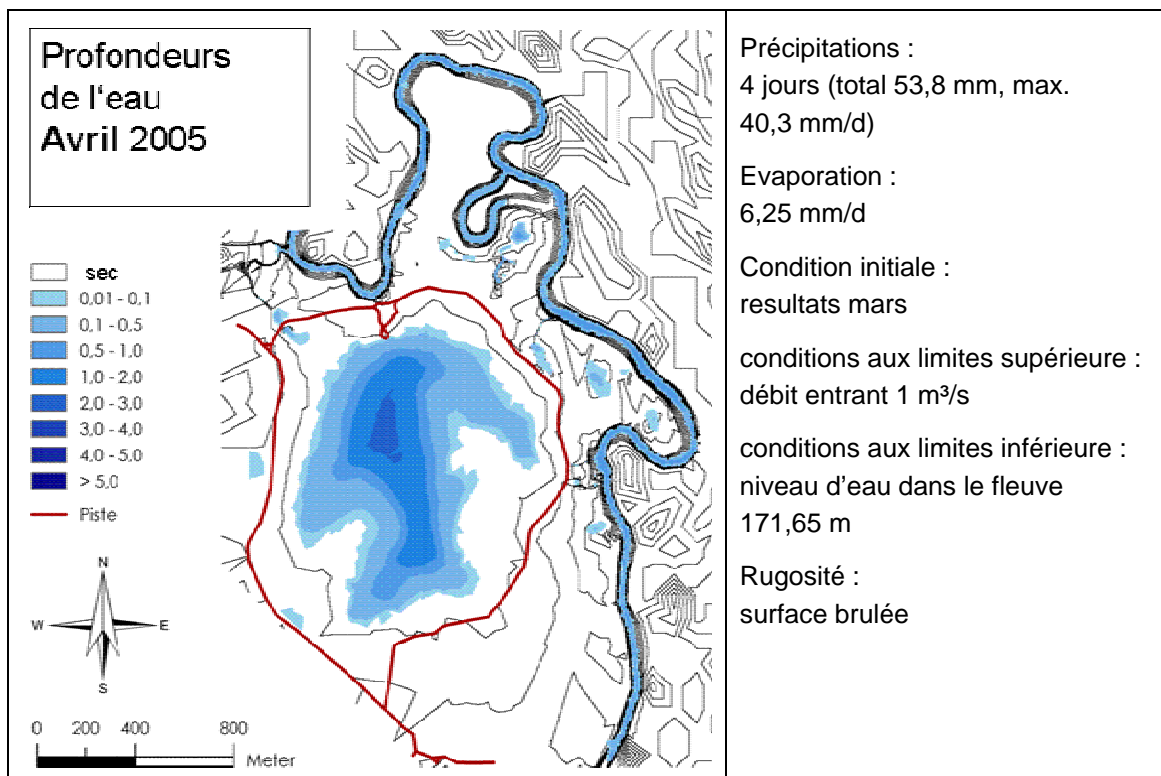 Profondeurs
de l'eau
Avril 2005
sec
0,01 - 0,1
0,1 - 0,5
0,5 - 1,0
1,0 - 2,0
2,0 - 3,0
3,0 - 4,0
4,0 - 5,0
> 5,0
Piste
N
W E
S
0 200 400 800
Meter
Précipitations :
4 jours (total 53,8 mm, max.
40,3 mm/d)
Evaporation :
6,25 mm/d
Condition initiale :
resultats mars
conditions aux limites supérieure :
débit entrant 1 m³/s
conditions aux limites inférieure :
niveau d'eau dans le fleuve
171,65 m
Rugosité :
surface brulée